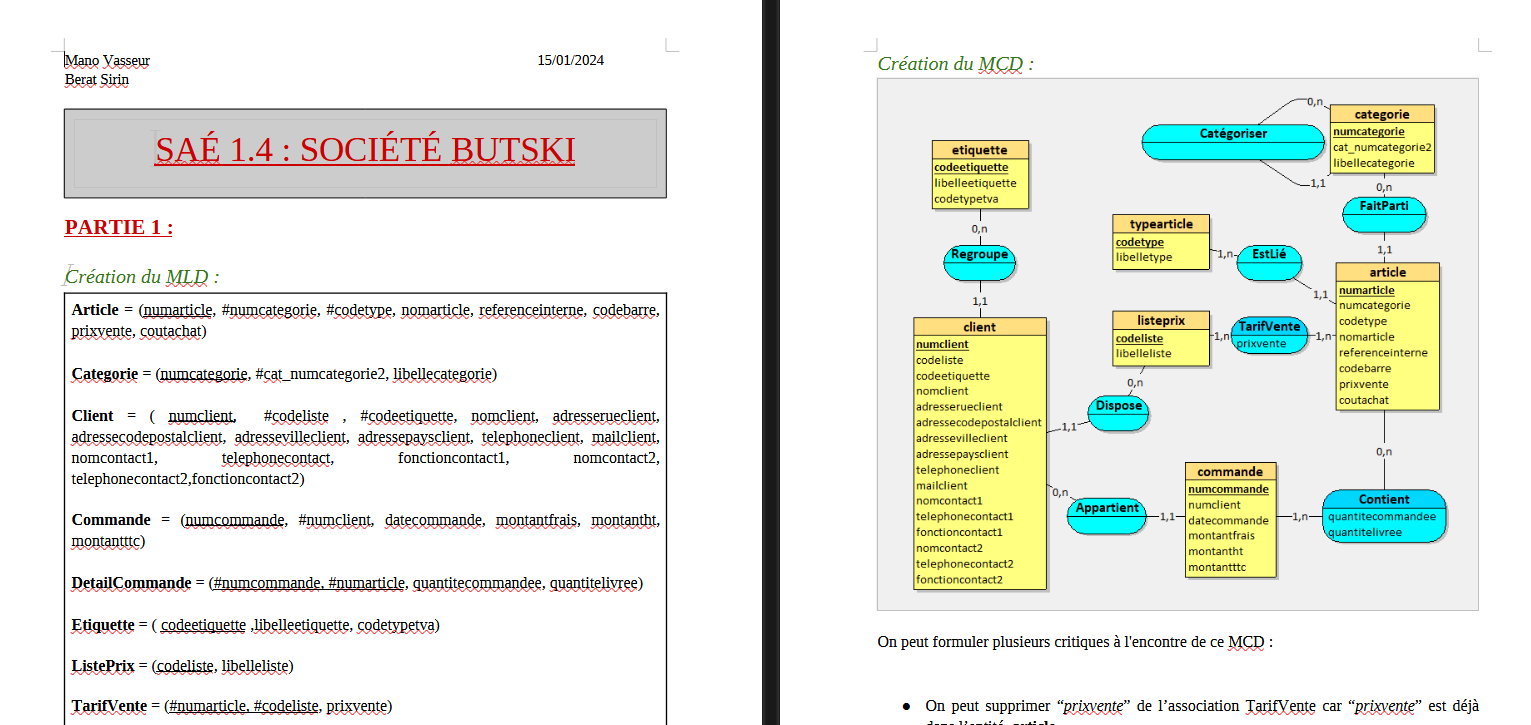 Mano Vasseur 15/01/2024
Berat Sirin
SAÉ 1.4 : SOCIÉTÉ BUTSKI
PARTIE 1 :
Création du MLD :
Article = (numarticle, #numcategorie, #codetype, nomarticle, referenceinterne, codebarre,
prixvente, coutachat)
Categorie = (numcategorie, #cat_numcategorie2, libellecategorie)
Client = ( numclient, #codeliste , #codeetiquette, nomclient, adresserueclient,
adressecodepostalclient, adressevilleclient, adressepaysclient, telephoneclient, mailclient,
nomcontact1, telephonecontact, fonctioncontact1, nomcontact2,
telephonecontact2,fonctioncontact2)
Commande = (numcommande, #numclient, datecommande, montantfrais, montantht,
montantttc)
DetailCommande = (#numcommande, #numarticle, quantitecommandee, quantitelivree)
Etiquette = ( codeetiquette ,libelleetiquette, codetypetva)
ListePrix = (codeliste, libelleliste)
TarifVente = (#numarticle, #codeliste, prixvente)
Création du MCD :
etiquette
codeetiquette
libelleetiquette
codetypetva
0,n
Regroupe
1,1
client
numclient
codeliste
codeetiquette
nomclient
adresserueclient
adressecodepostalclient
adressevilleclient
adressepaysclient
telephoneclient
mailclient
nomcontact1
telephonecontact1
fonctioncontact1
nomcontact2
telephonecontact2
fonctioncontact2
Catégoriser
0,n
1,1
categorie
numcategorie
cat_numcategorie2
libellecategorie
0,n
FaitParti
1,1
typearticle
codetype
libelletype
1,n
EstLié
1,1
article
numarticle
numcategorie
codetype
nomarticle
referenceinterne
codebarre
prixvente
coutachat
listeprix
codeliste
libelleliste
1,n
TarifVente
prixvente
1,n
0,n
Dispose
1,1
0,n
Appartient
1,1
commande
numcommande
numclient
datecommande
montantfrais
montantht
montantttc
1,n
0,n
Contient
quantitecommandee
quantitelivree
On peut formuler plusieurs critiques à l'encontre de ce MCD :
● On peut supprimer “prixvente” de l’association TarifVente car “prixvente” est déjà
dans l’entité article